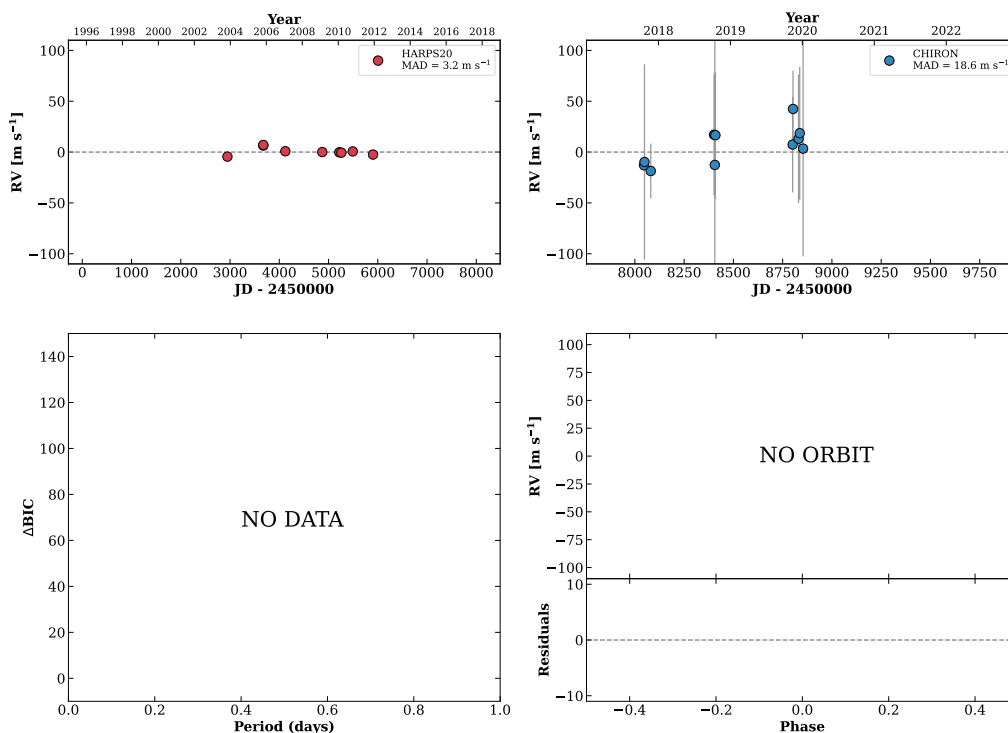 Year
1996 1998 2000 2002 2004 2006 2008 2010 2012 2014 2016 2018
HARPS20
MAD = 3.2 m s⁻¹
RV [m s⁻¹]
100
50
0
−50
−100
0 1000 2000 3000 4000 5000 6000 7000 8000
JD - 2450000
Year
2018 2019 2020 2021 2022
CHIRON
MAD = 18.6 m s⁻¹
RV [m s⁻¹]
100
50
0
−50
−100
8000 8250 8500 8750 9000 9250 9500 9750
JD - 2450000
ΔBIC
140
120
100
80
60
40
20
0
NO DATA
0.0 0.2 0.4 0.6 0.8 1.0
Period (days)
RV [m s⁻¹]
100
75
50
25
0
−25
−50
−75
−100
NO ORBIT
Residuals
10
0
−10
−0.4 −0.2 0.0 0.2 0.4
Phase